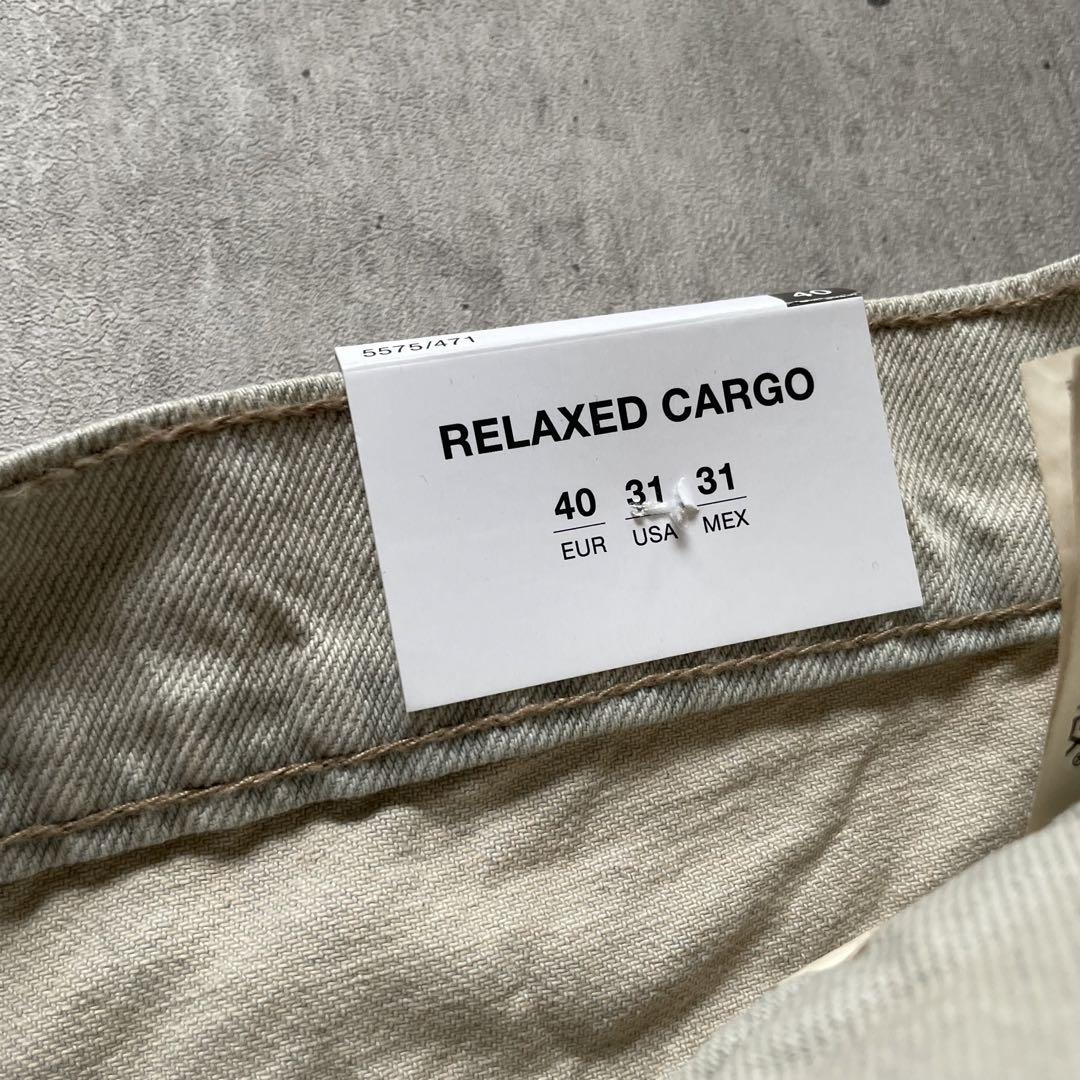 5575/471
40
RELAXED CARGO
40 31 31
EUR USA MEX